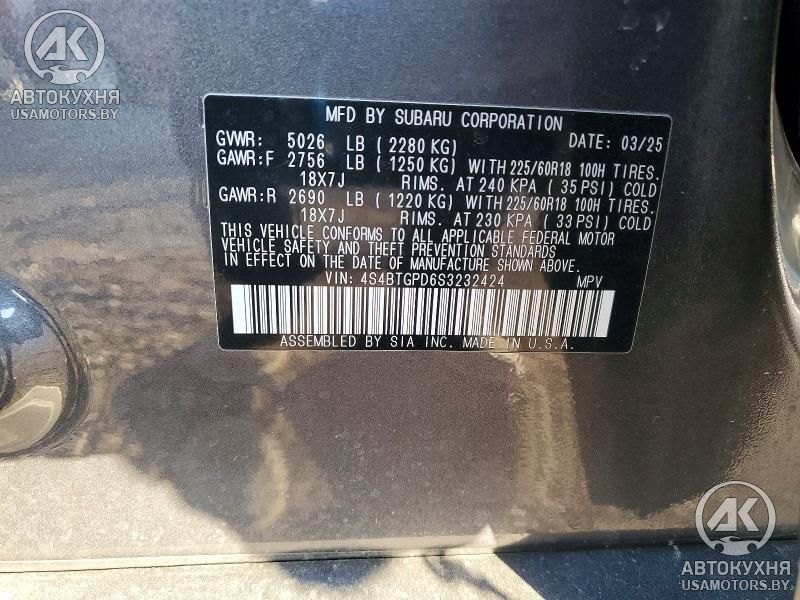 AK
АВТОКУХНЯ
USAMOTORS.BY
MFD BY SUBARU CORPORATION
GVWR: 5026 LB ( 2280 KG) DATE: 03/25
GAWR:F 2756 LB ( 1250 KG) WITH 225/60R18 100H TIRES.
18X7J RIMS. AT 240 KPA ( 35 PSI) COLD
GAWR:R 2690 LB ( 1220 KG) WITH 225/60R18 100H TIRES.
18X7J RIMS. AT 230 KPA ( 33 PSI) COLD
THIS VEHICLE CONFORMS TO ALL APPLICABLE FEDERAL MOTOR
VEHICLE SAFETY AND THEFT PREVENTION STANDARDS
IN EFFECT ON THE DATE OF MANUFACTURE SHOWN ABOVE.
VIN: 4S4BTGPD6S3232424 MPV
ASSEMBLED BY SIA INC. MADE IN U.S.A.
AK
АВТОКУХНЯ
USAMOTORS.BY